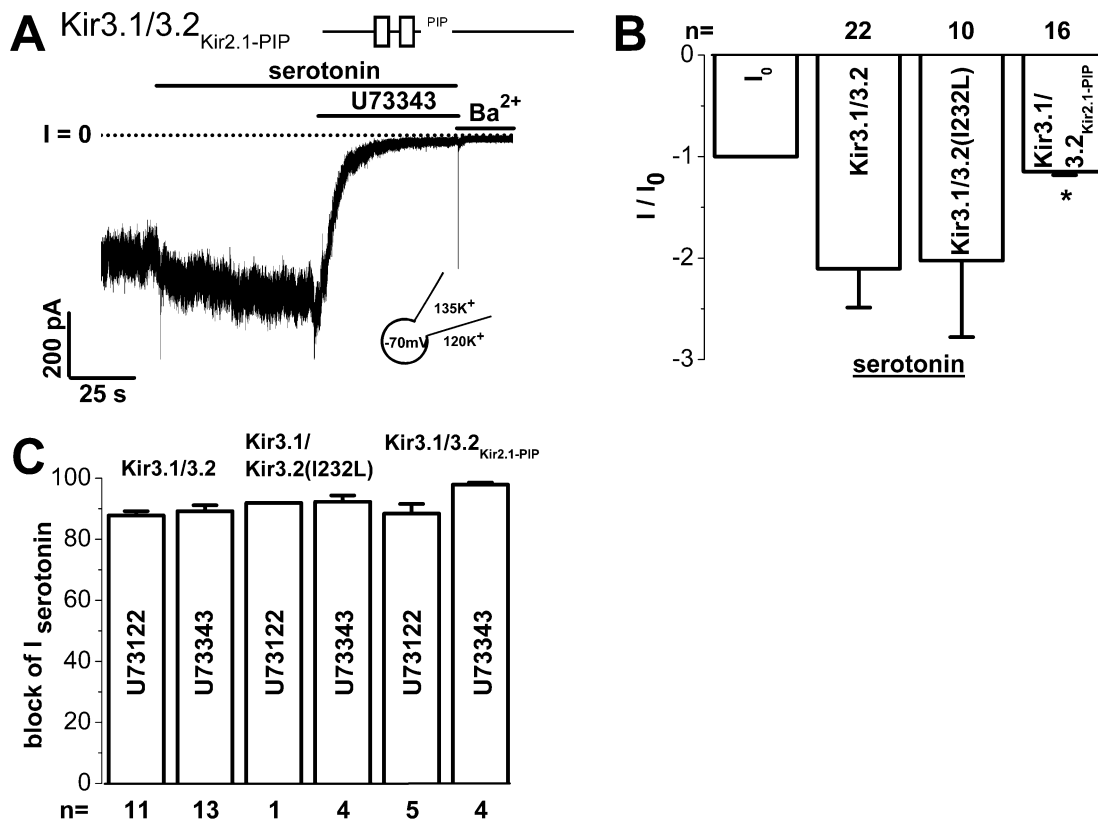 A Kir3.1/3.2Kir2.1-PIP
PIP
serotonin
U73343
Ba2+
I = 0
135K+
-70mV
120K+
200 pA
25 s
B
n= 22 10 16
0
-1
-2
-3
I / I0
I0
Kir3.1/3.2
Kir3.1/3.2(I232L)
Kir3.1/
3.2Kir2.1-PIP
*
serotonin
C
Kir3.1/3.2
Kir3.1/
Kir3.2(I232L)
Kir3.1/3.2Kir2.1-PIP
block of I serotonin
100
80
60
40
20
0
U73122
U73343
U73122
U73343
U73122
U73343
n= 11 13 1 4 5 4